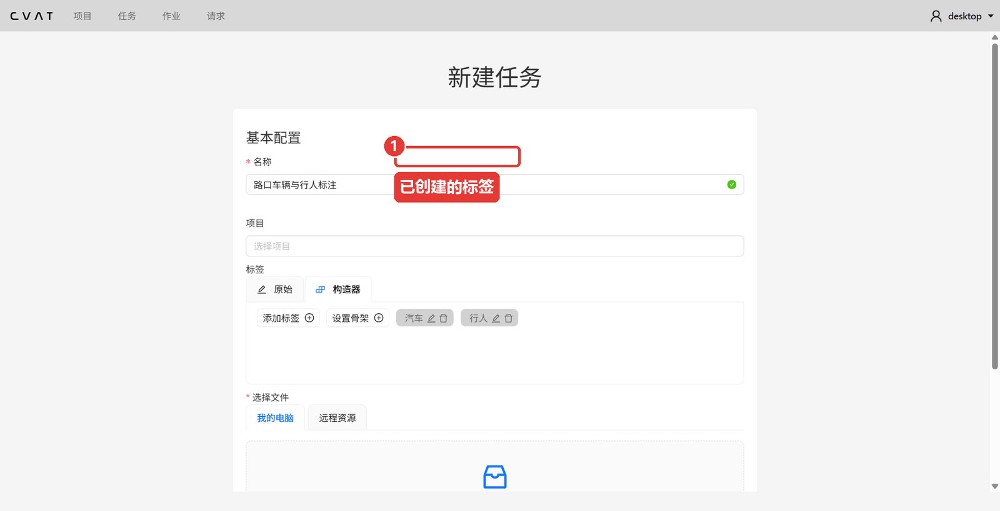 CVAT 项目 任务 作业 请求 desktop
新建任务
基本配置
1
* 名称
路口车辆与行人标注
已创建的标签
项目
选择项目
标签
原始 构造器
添加标签 设置骨架 汽车 行人
* 选择文件
我的电脑 远程资源